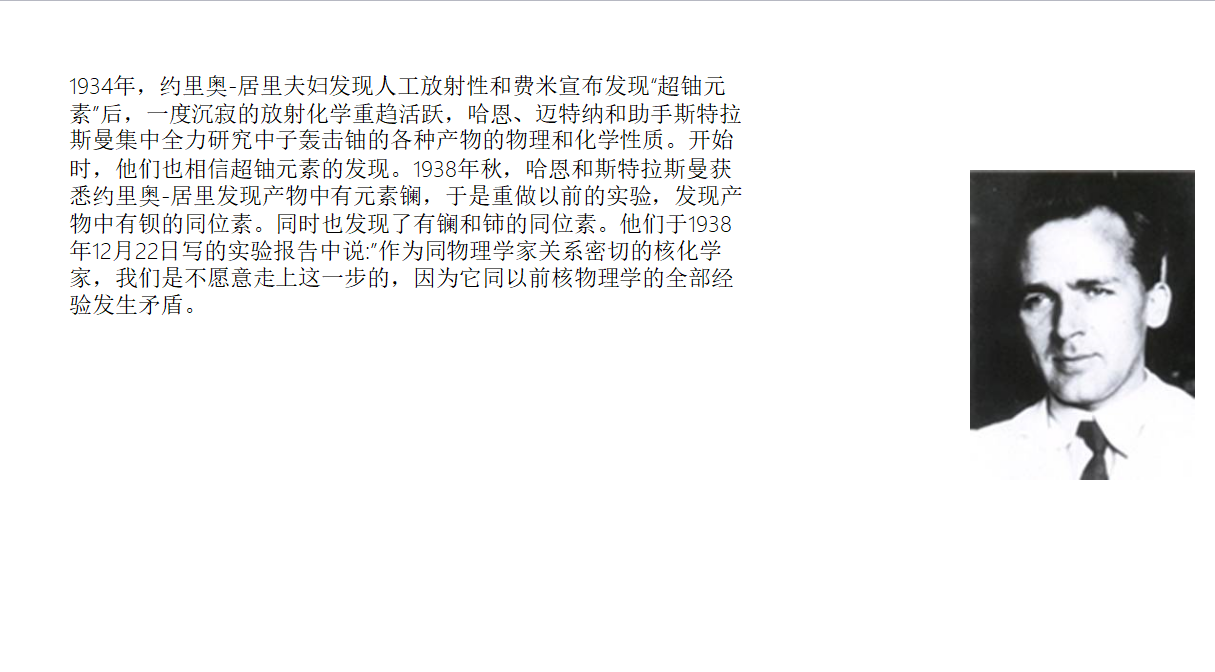 1934年，约里奥-居里夫妇发现人工放射性和费米宣布发现“超铀元
素”后，一度沉寂的放射化学重趋活跃，哈恩、迈特纳和助手斯特拉
斯曼集中全力研究中子轰击铀的各种产物的物理和化学性质。开始
时，他们也相信超铀元素的发现。1938年秋，哈恩和斯特拉斯曼获
悉约里奥-居里发现产物中有元素镧，于是重做以前的实验，发现产
物中有钡的同位素。同时也发现了有镧和铈的同位素。他们于1938
年12月22日写的实验报告中说:”作为同物理学家关系密切的核化学
家，我们是不愿意走上这一步的，因为它同以前核物理学的全部经
验发生矛盾。